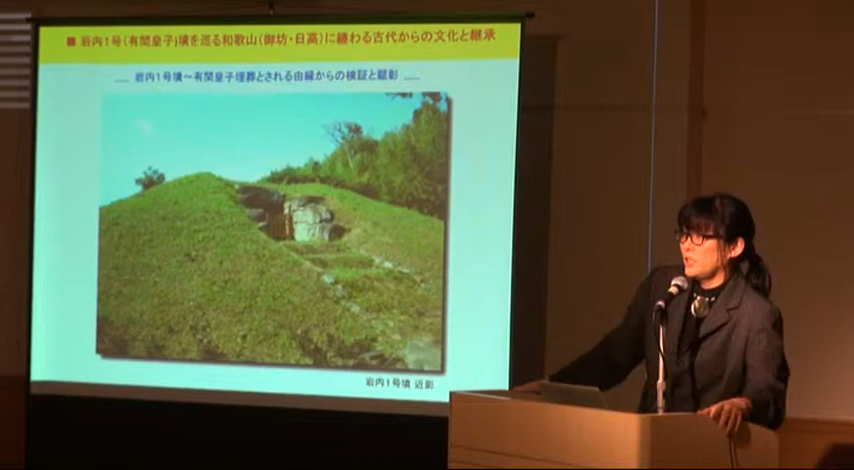 ■ 岩内1号(有間皇子)墳を巡る和歌山(御坊・日高)に纏わる古代からの文化と継承
岩内1号墳～有間皇子埋葬とされる由縁からの検証と顕彰
岩内1号墳 近影